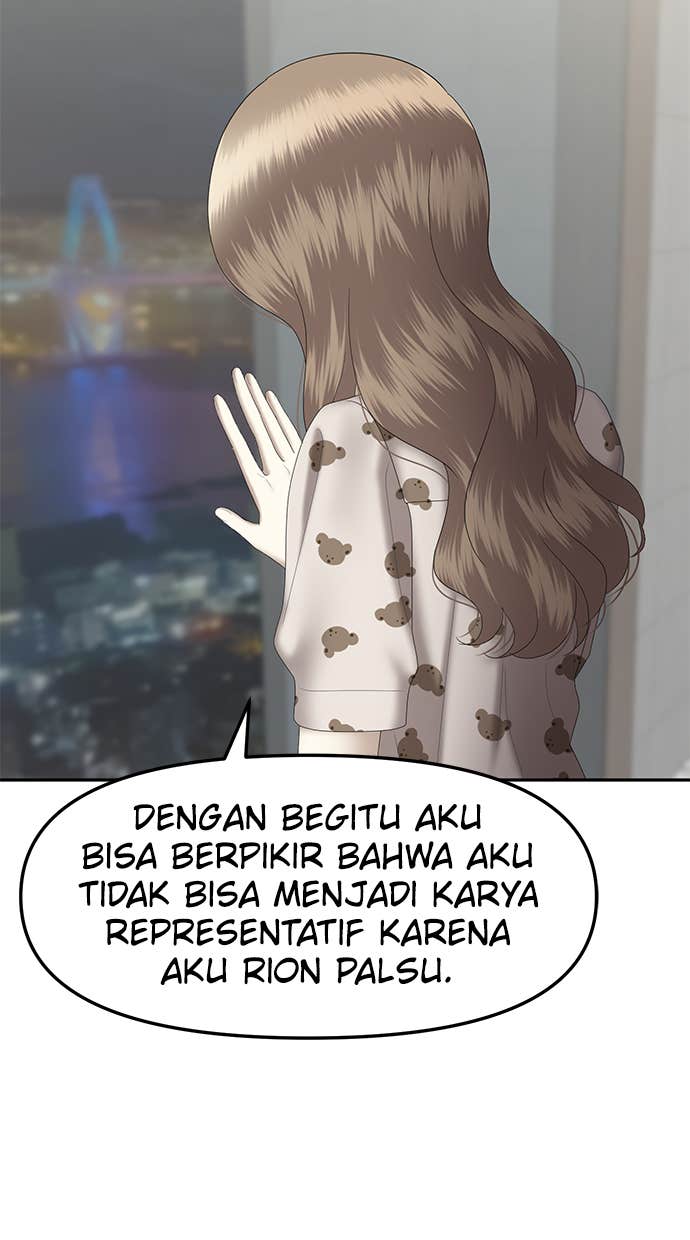 DENGAN BEGITU AKU
BISA BERPIKIR BAHWA AKU
TIDAK BISA MENJADI KARYA
REPRESENTATIF KARENA
AKU RION PALSU.